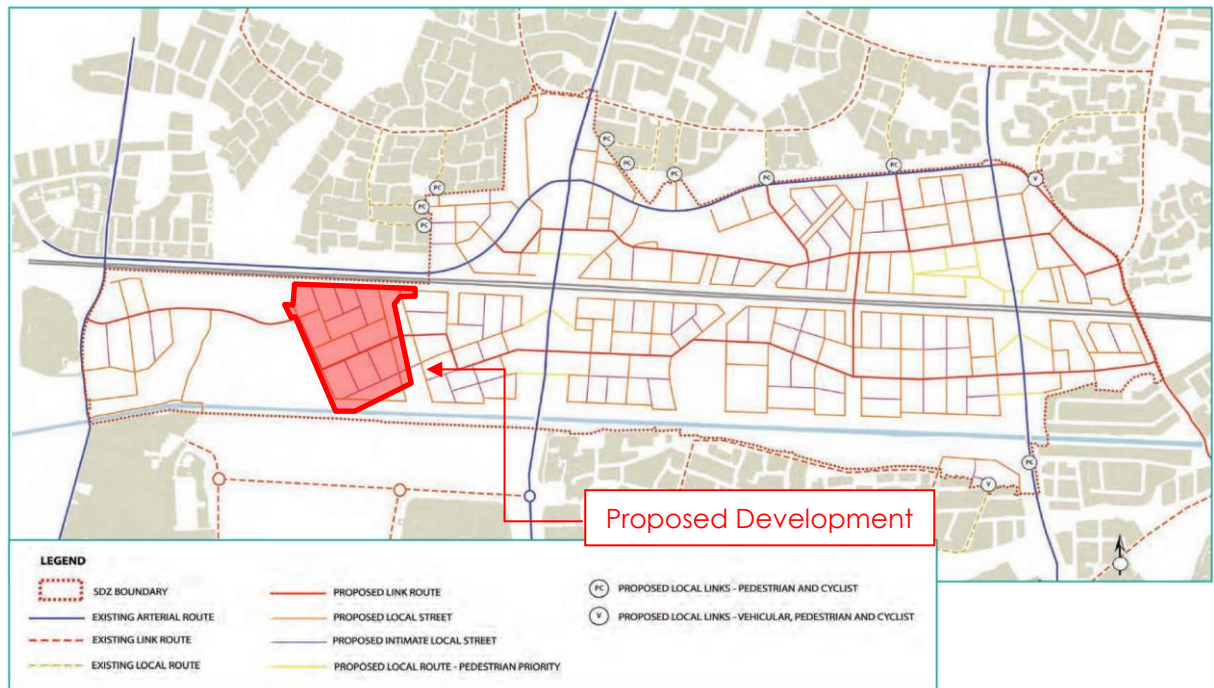 PC
PC
PC
PC
PC
V
PC
PC
PC
PC
V
Proposed Development
LEGEND
SDZ BOUNDARY
EXISTING ARTERIAL ROUTE
EXISTING LINK ROUTE
EXISTING LOCAL ROUTE
PROPOSED LINK ROUTE
PROPOSED LOCAL STREET
PROPOSED INTIMATE LOCAL STREET
PROPOSED LOCAL ROUTE - PEDESTRIAN PRIORITY
PC PROPOSED LOCAL LINKS - PEDESTRIAN AND CYCLIST
V PROPOSED LOCAL LINKS - VEHICULAR, PEDESTRIAN AND CYCLIST